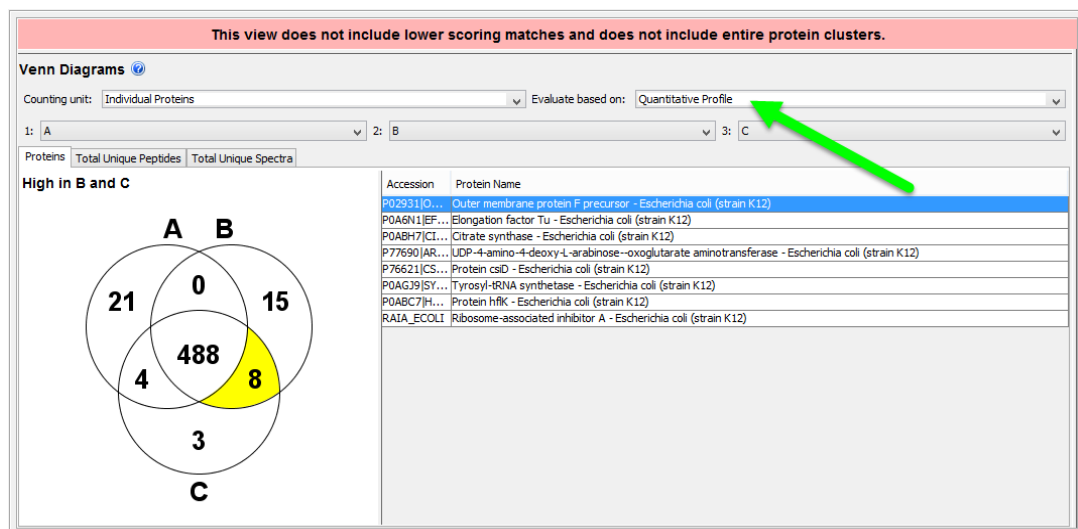 This view does not include lower scoring matches and does not include entire protein clusters.
Venn Diagrams
Counting unit: Individual Proteins Evaluate based on: Quantitative Profile
1: A 2: B 3: C
Proteins Total Unique Peptides Total Unique Spectra
High in B and C
A B
21 0 15
488
4 8
3
C
Accession Protein Name
P02931|O... Outer membrane protein F precursor - Escherichia coli (strain K12)
P0A6N1|EF... Elongation factor Tu - Escherichia coli (strain K12)
P0ABH7|CI... Citrate synthase - Escherichia coli (strain K12)
P77690|AR... UDP-4-amino-4-deoxy-L-arabinose--oxoglutarate aminotransferase - Escherichia coli (strain K12)
P76621|CS... Protein csiD - Escherichia coli (strain K12)
P0AGJ9|SY... Tyrosyl-tRNA synthetase - Escherichia coli (strain K12)
P0ABC7|H... Protein hflK - Escherichia coli (strain K12)
RAIA_ECOLI Ribosome-associated inhibitor A - Escherichia coli (strain K12)